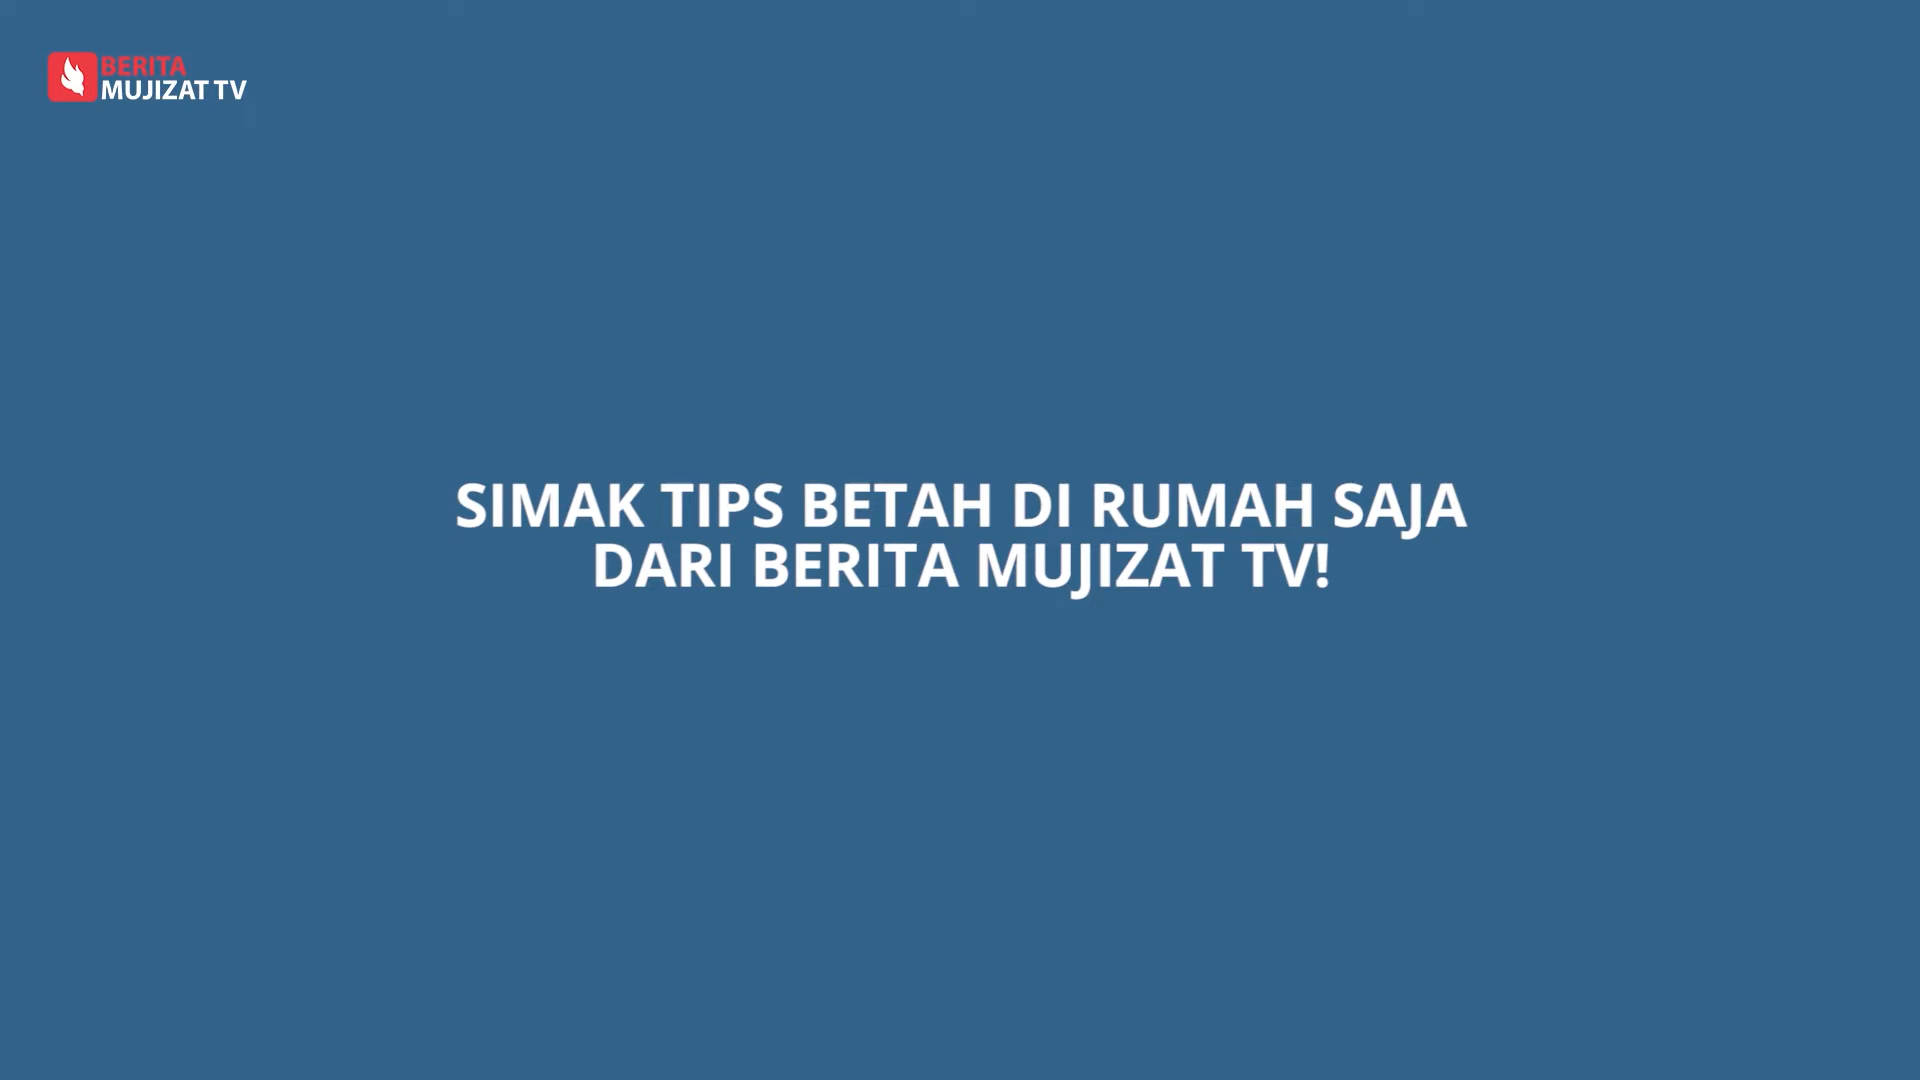 BERITA
MUJIZAT TV
SIMAK TIPS BETAH DI RUMAH SAJA
DARI BERITA MUJIZAT TV!